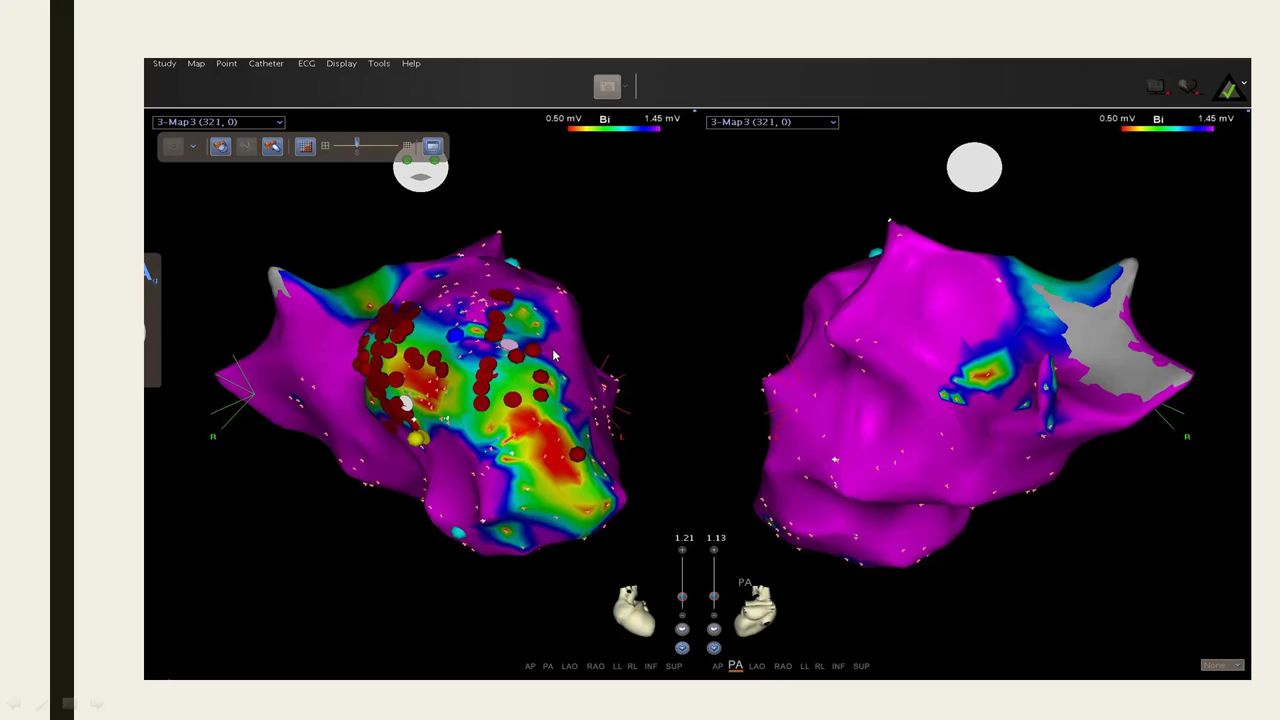 Study Map Point Catheter ECG Display Tools Help
3-Map3 (321, 0)
0.50 mV Bi 1.45 mV
3-Map3 (321, 0)
0.50 mV Bi 1.45 mV
R
L
L
R
1.21 1.13
PA
AP PA LAO RAO LL RL INF SUP
AP PA LAO RAO LL RL INF SUP
None